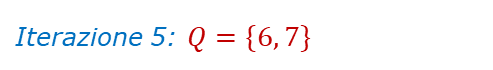 Iterazione 5: Q = {6, 7}